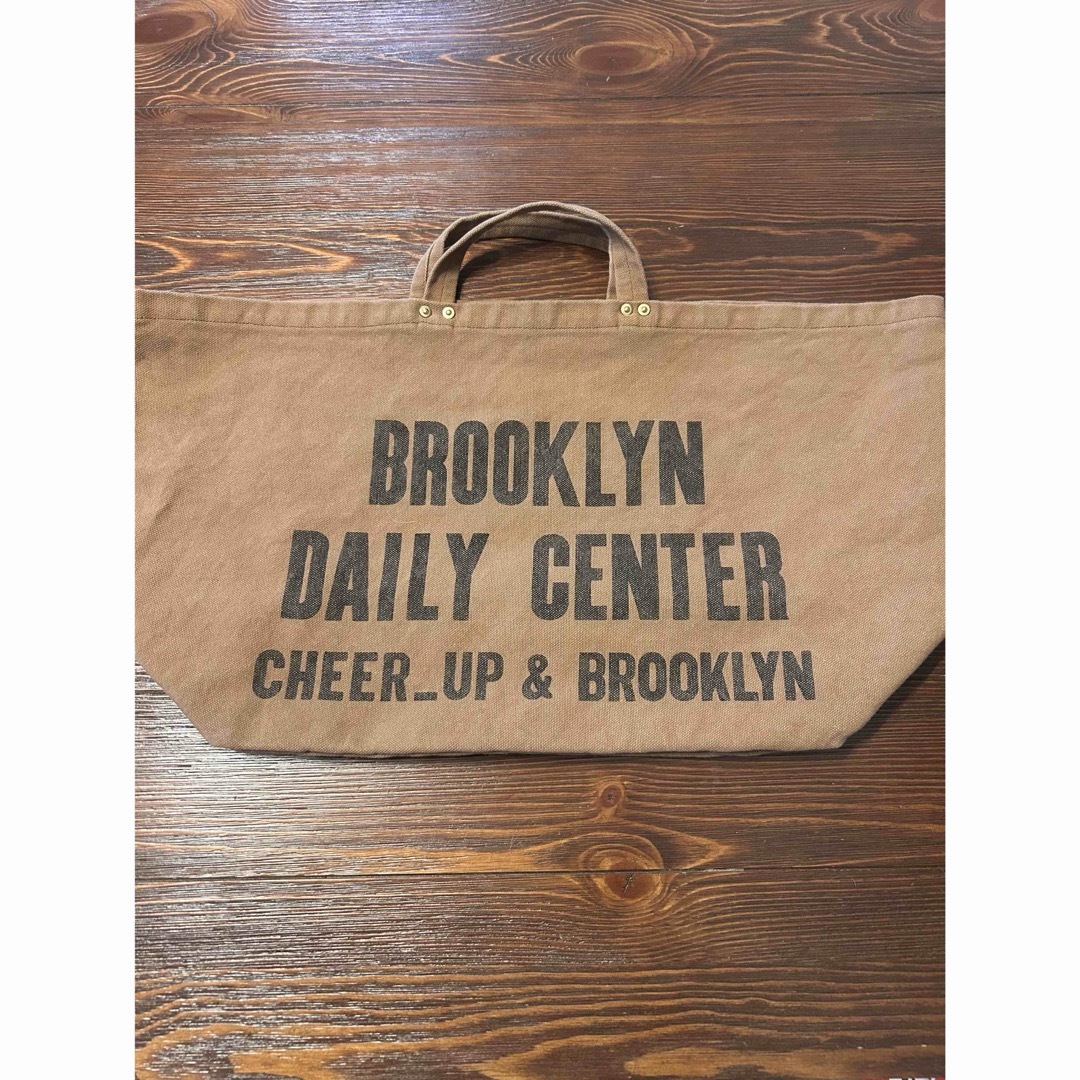 BROOKLYN
DAILY CENTER
CHEER_UP & BROOKLYN